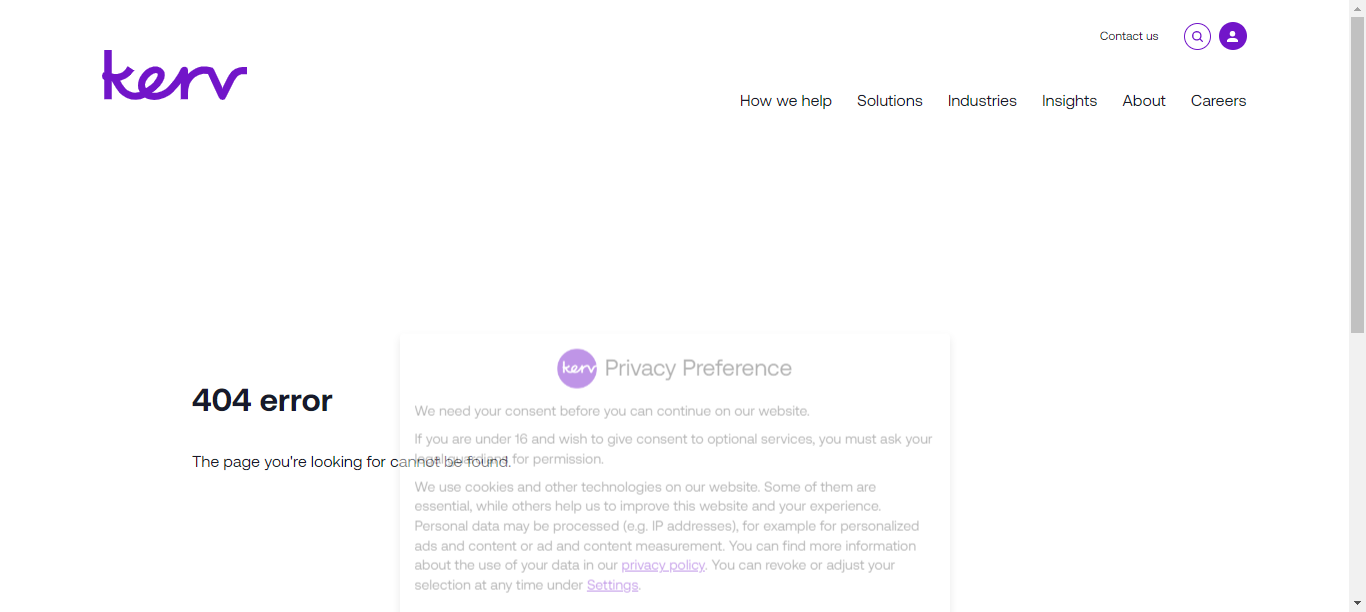 Contact us
kerv
How we help Solutions Industries Insights About Careers
kerv Privacy Preference
We need your consent before you can continue on our website.
404 error
If you are under 16 and wish to give consent to optional services, you must ask your
legal guardians for permission.
The page you're looking for cannot be found.
We use cookies and other technologies on our website. Some of them are
essential, while others help us to improve this website and your experience.
Personal data may be processed (e.g. IP addresses), for example for personalized
ads and content or ad and content measurement. You can find more information
about the use of your data in our privacy policy. You can revoke or adjust your
selection at any time under Settings.